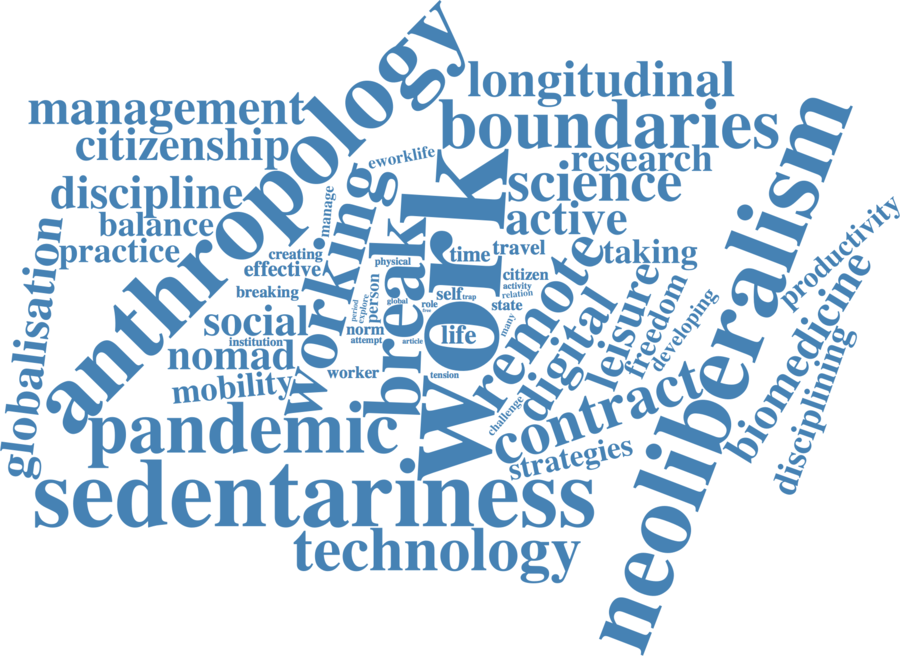 anthropology
longitudinal
management
boundaries
citizenship
eworklife
research
science
discipline
manage
active
balance
practice
working
break
work
time
travel
remote
taking
neoliberalism
productivity
globalisation
creating
effective
physical
person
citizen
activity
relation
breaking
period
explore
global
self
trap
role
free
state
many
social
norm
life
digital
leisure
freedom
developing
biomedicine
institution
attempt
article
nomad
worker
tension
mobility
challenge
contract
disciplining
pandemic
strategies
sedentariness
technology